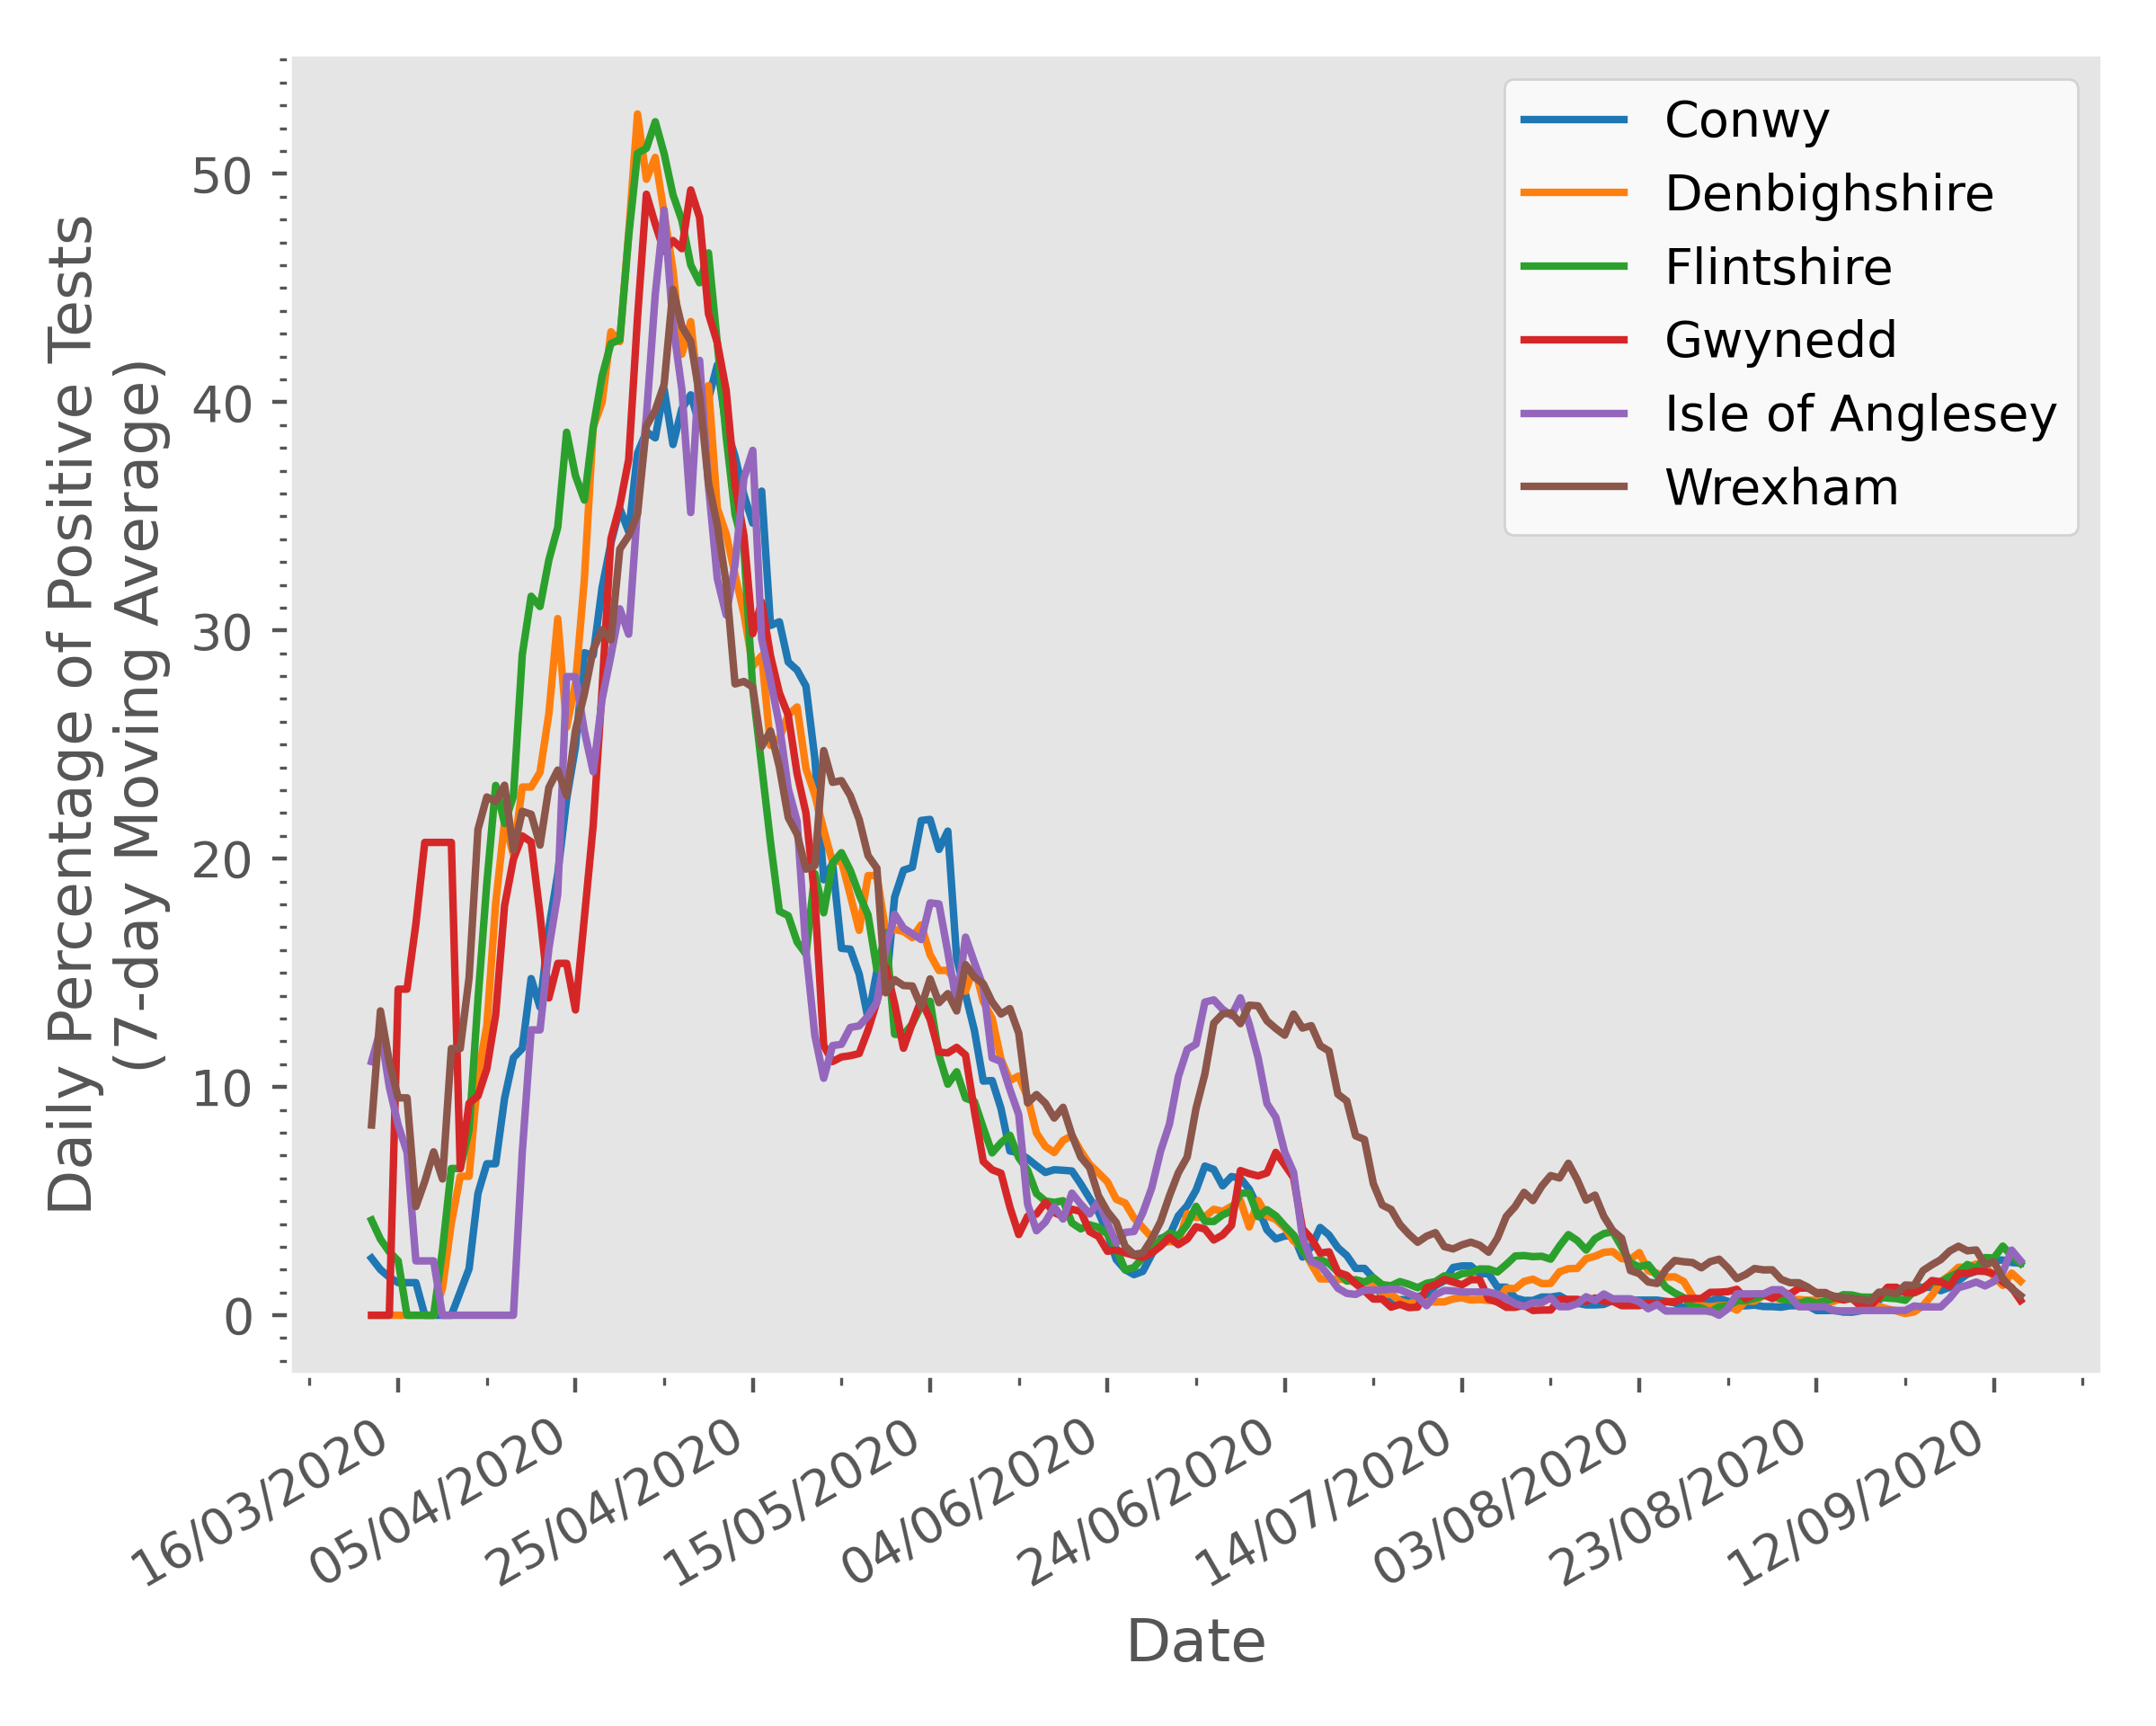 Daily Percentage of Positive Tests
(7-day Moving Average)
50
40
30
20
10
0
Conwy
Denbighshire
Flintshire
Gwynedd
Isle of Anglesey
Wrexham
16/03/2020
05/04/2020
25/04/2020
15/05/2020
04/06/2020
24/06/2020
14/07/2020
03/08/2020
23/08/2020
12/09/2020
Date